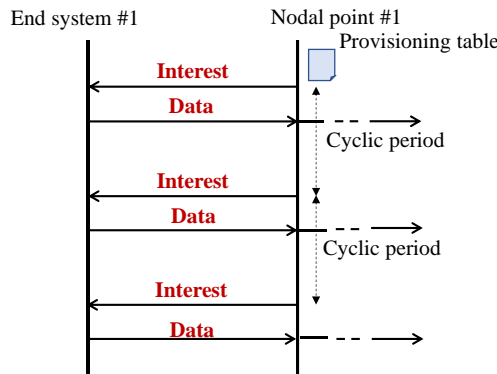 End system #1
Nodal point #1
Provisioning table
Interest
Data
Cyclic period
Interest
Data
Cyclic period
Interest
Data